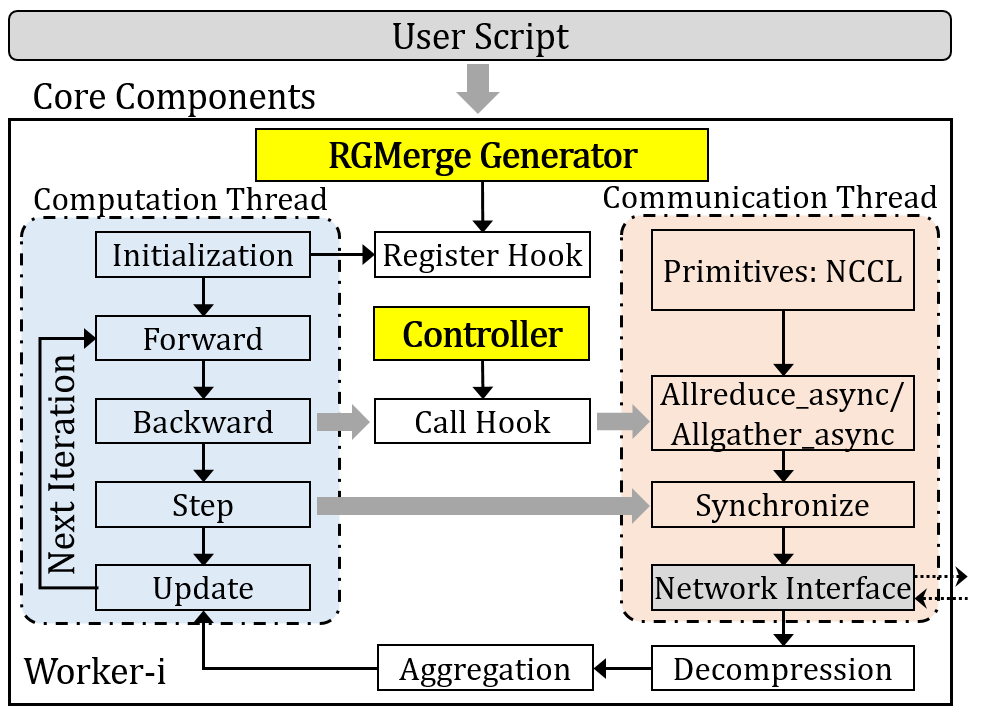 User Script
Core Components
RGMerge Generator
Computation Thread
Communication Thread
Initialization
Register Hook
Primitives: NCCL
Forward
Controller
Next Iteration
Backward
Call Hook
Allreduce_async/
Allgather_async
Step
Synchronize
Update
Network Interface
Worker-i
Aggregation
Decompression